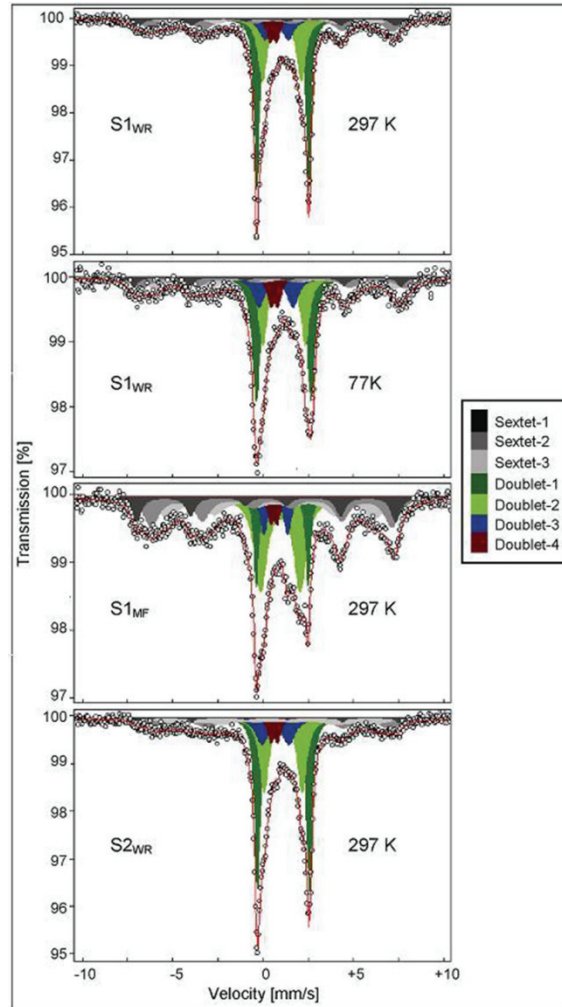 100
99
98
97
96
95
S1WR
297 K
100
99
98
97
S1WR
77K
100
99
98
97
S1MF
297 K
100
99
98
97
96
95
S2WR
297 K
Transmission [%]
-10
-5
0
+5
+10
Velocity [mm/s]
Sextet-1
Sextet-2
Sextet-3
Doublet-1
Doublet-2
Doublet-3
Doublet-4